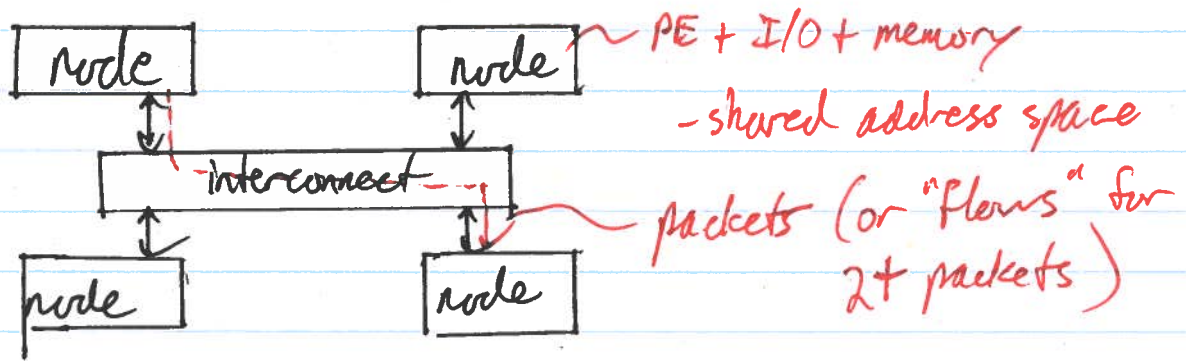 node
node
PE + I/O + memory
- shared address space
interconnect
packets (or "flows" for
2+ packets)
node
node